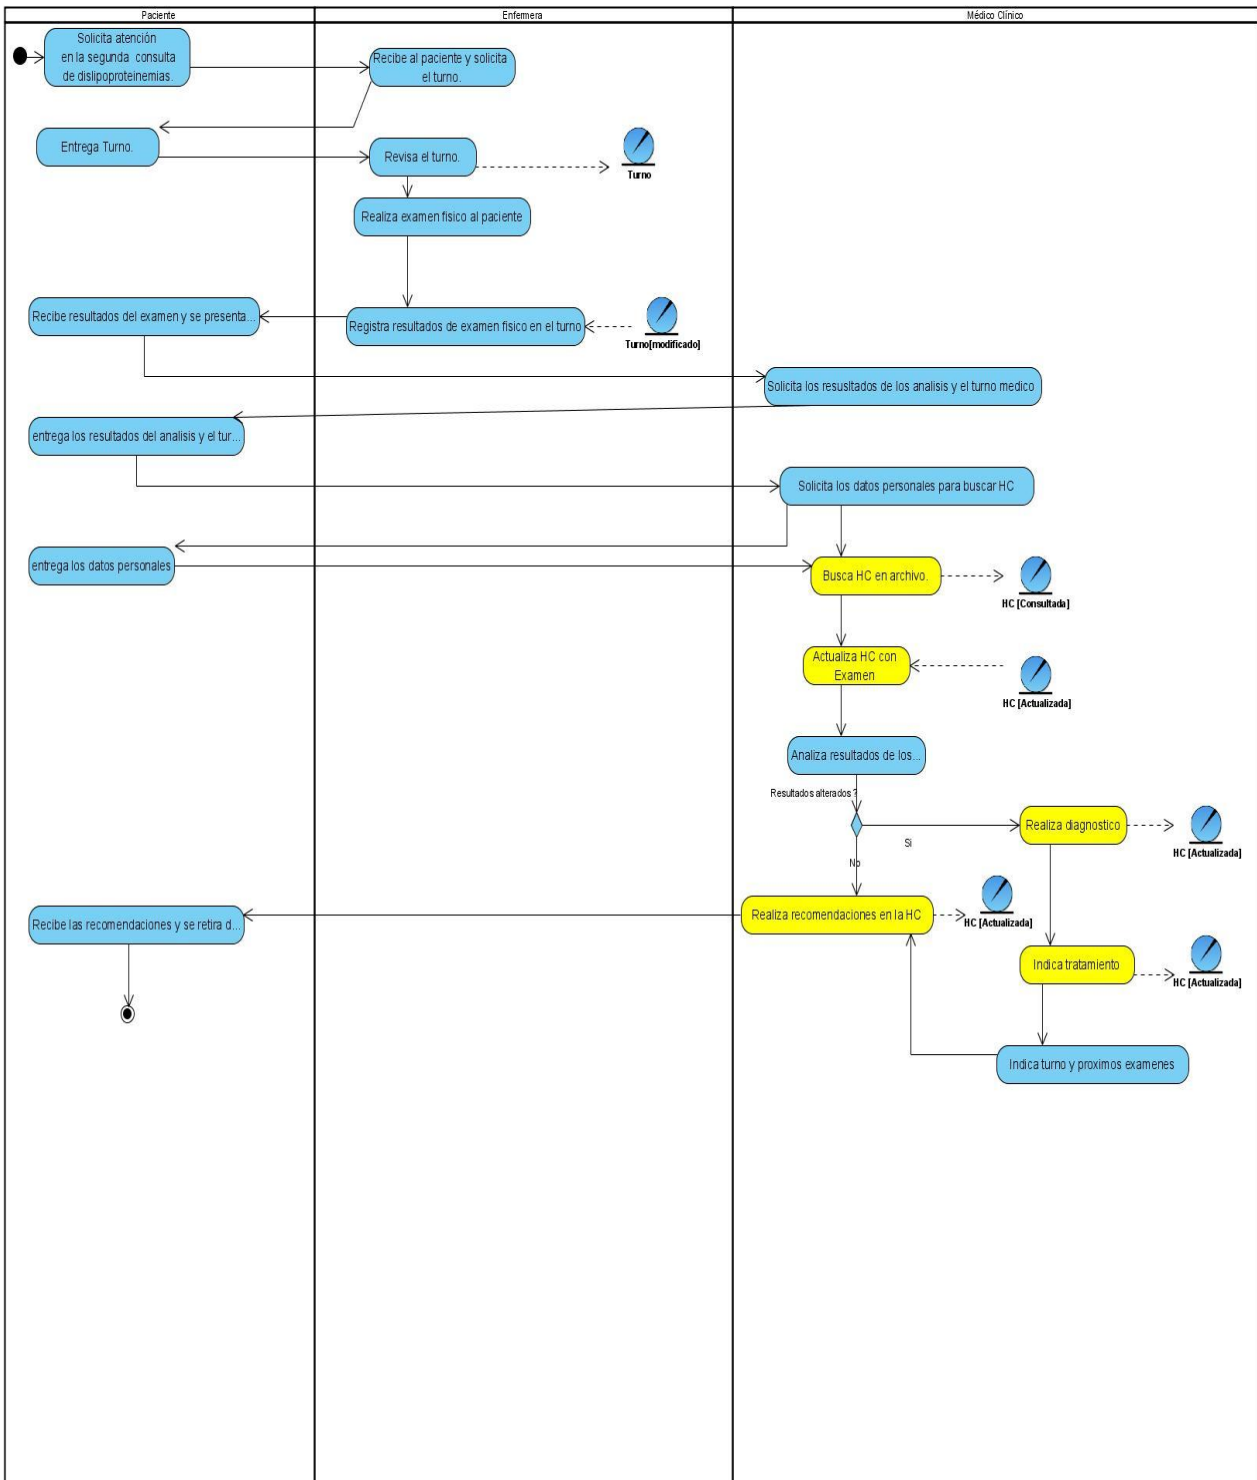 Paciente
Enfermera
Médico Clínico
Solicita atención
en la segunda consulta
de dislipoproteinemias.
Recibe al paciente y solicita
el turno.
Entrega Turno.
Revisa el turno.
Turno
Realiza examen fisico al paciente
Recibe resultados del examen y se presenta...
Registra resultados de examen fisico en el turno
Turno[modificado]
Solicita los resusltados de los analisis y el turno medico
entrega los resultados del analisis y el tur...
Solicita los datos personales para buscar HC
entrega los datos personales
Busca HC en archivo.
HC [Consultada]
Actualiza HC con
Examen
HC [Actualizada]
Analiza resultados de los...
Resultados alterados ?
Realiza diagnostico
HC [Actualizada]
Si
No
Realiza recomendaciones en la HC
HC [Actualizada]
Recibe las recomendaciones y se retira d...
Indica tratamiento
HC [Actualizada]
Indica turno y proximos examenes